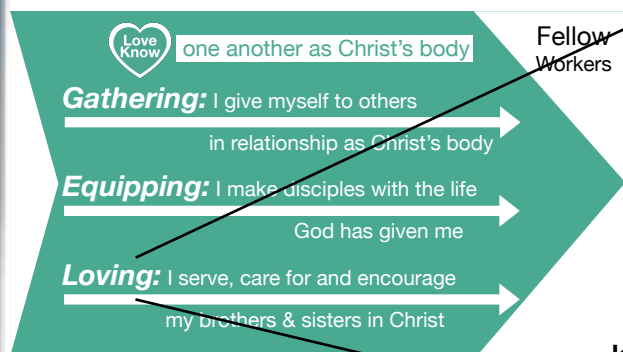 Love
Know
one another as Christ's body
Fellow
Workers
Gathering: I give myself to others
in relationship as Christ's body
Equipping: I make disciples with the life
God has given me
Loving: I serve, care for and encourage
my brothers & sisters in Christ